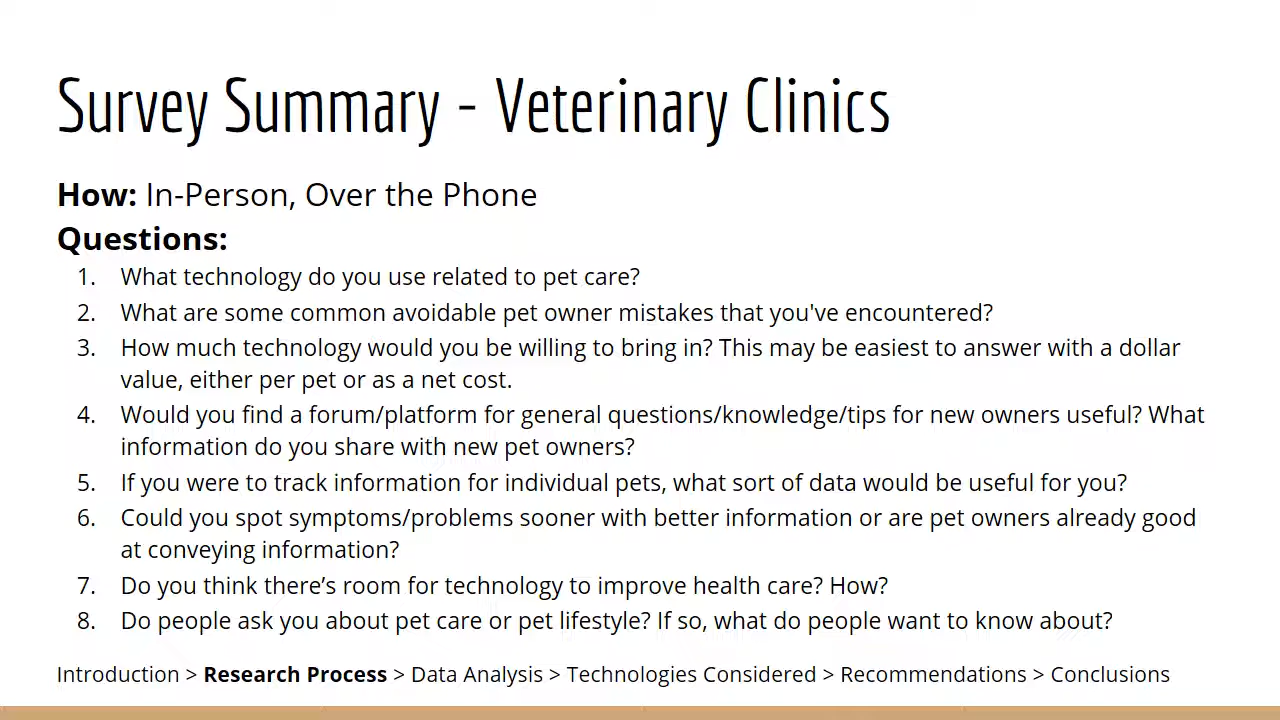 Survey Summary - Veterinary Clinics
How: In-Person, Over the Phone
Questions:
1. What technology do you use related to pet care?
2. What are some common avoidable pet owner mistakes that you've encountered?
3. How much technology would you be willing to bring in? This may be easiest to answer with a dollar
value, either per pet or as a net cost.
4. Would you find a forum/platform for general questions/knowledge/tips for new owners useful? What
information do you share with new pet owners?
5. If you were to track information for individual pets, what sort of data would be useful for you?
6. Could you spot symptoms/problems sooner with better information or are pet owners already good
at conveying information?
7. Do you think there’s room for technology to improve health care? How?
8. Do people ask you about pet care or pet lifestyle? If so, what do people want to know about?
Introduction > Research Process > Data Analysis > Technologies Considered > Recommendations > Conclusions